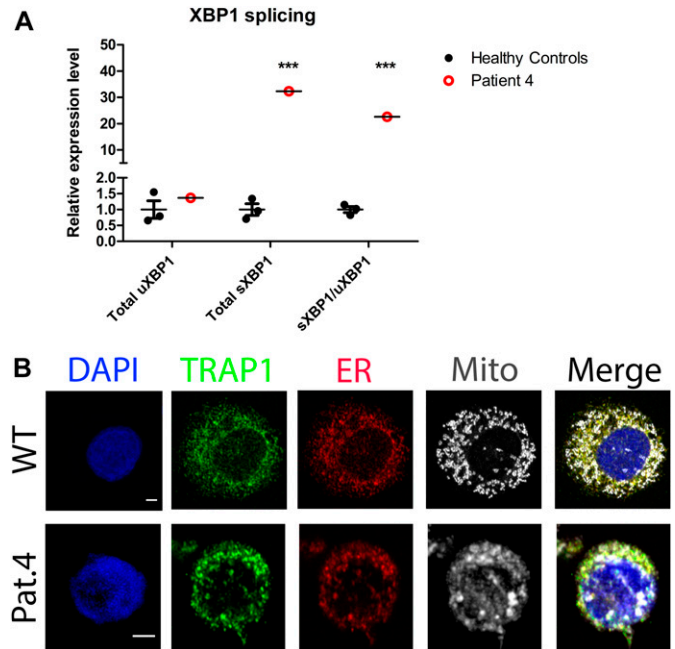 A
XBP1 splicing
Relative expression level
50
40
30
20
10
2.0
1.5
1.0
0.5
0.0
***
***
Healthy Controls
Patient 4
Total uXBP1
Total sXBP1
sXBP1/uXBP1
B
DAPI
TRAP1
ER
Mito
Merge
WT
Pat.4